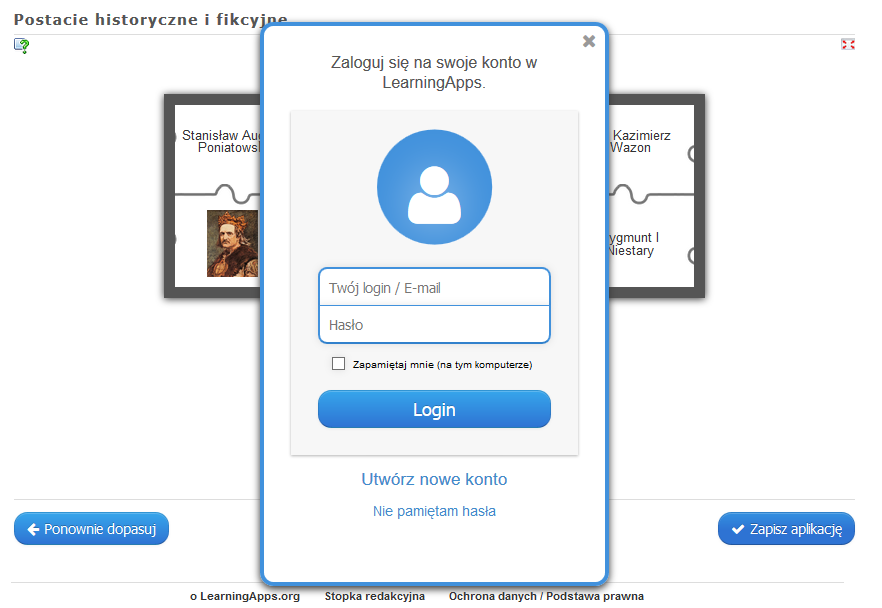 Postacie historyczne i fikcyjne
Zaloguj się na swoje konto w
LearningApps.
Stanisław Au
Poniatows
Kazimierz
Wazon
ygmunt I
Niestary
Twój login / E-mail
Hasło
Zapamiętaj mnie (na tym komputerze)
Login
Utwórz nowe konto
Nie pamiętam hasła
Ponownie dopasuj
Zapisz aplikację
o LearningApps.org Stopka redakcyjna Ochrona danych / Podstawa prawna